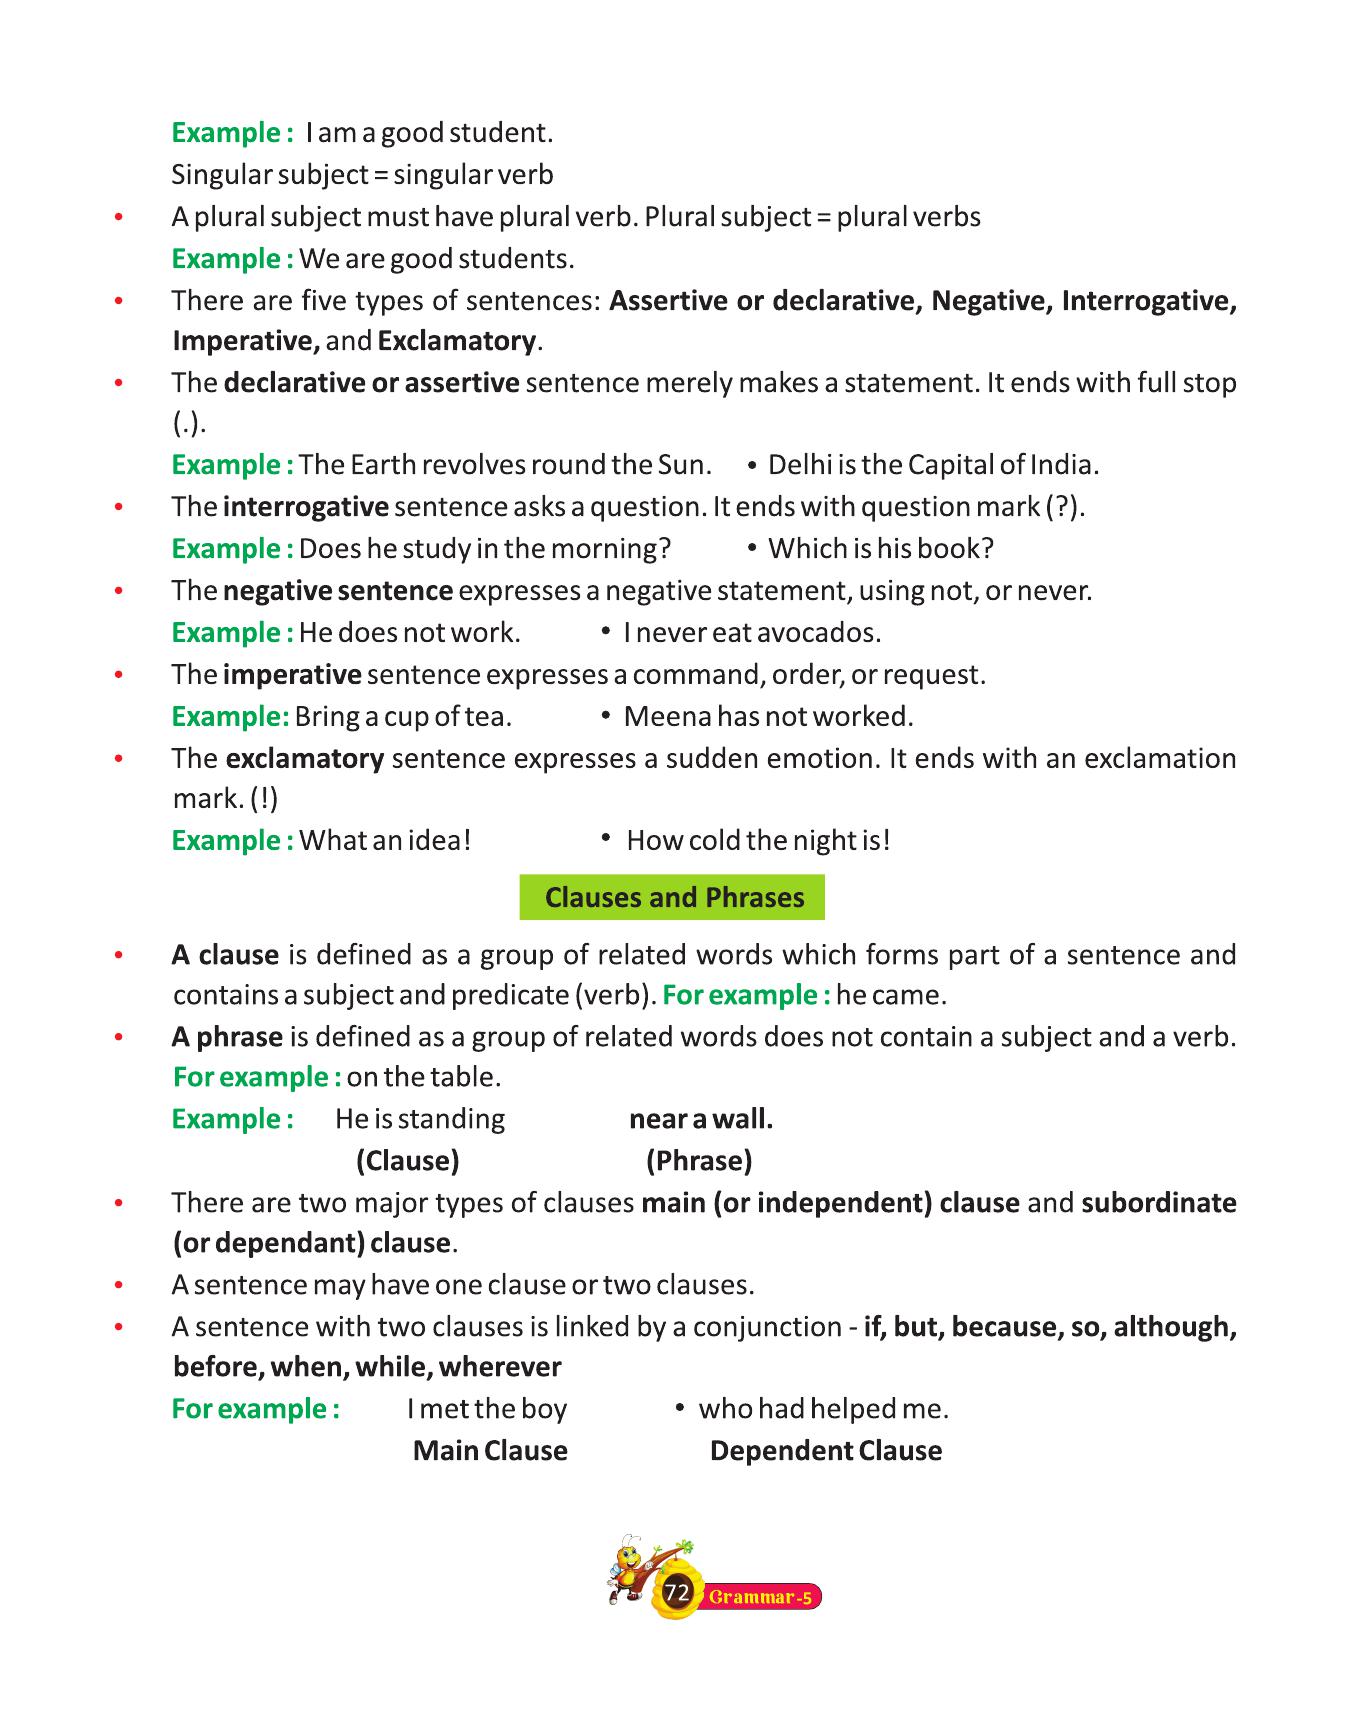 Example : I am a good student.
Singular subject = singular verb
• A plural subject must have plural verb. Plural subject = plural verbs
Example : We are good students.
• There are five types of sentences: Assertive or declarative, Negative, Interrogative,
Imperative, and Exclamatory.
• The declarative or assertive sentence merely makes a statement. It ends with full stop
(.).
Example : The Earth revolves round the Sun. • Delhi is the Capital of India.
• The interrogative sentence asks a question. It ends with question mark (?).
Example : Does he study in the morning? • Which is his book?
• The negative sentence expresses a negative statement, using not, or never.
Example : He does not work. • I never eat avocados.
• The imperative sentence expresses a command, order, or request.
Example: Bring a cup of tea. • Meena has not worked.
• The exclamatory sentence expresses a sudden emotion. It ends with an exclamation
mark. (!)
Example : What an idea! • How cold the night is!
Clauses and Phrases
• A clause is defined as a group of related words which forms part of a sentence and
contains a subject and predicate (verb). For example : he came.
• A phrase is defined as a group of related words does not contain a subject and a verb.
For example : on the table.
Example : He is standing near a wall.
(Clause) (Phrase)
• There are two major types of clauses main (or independent) clause and subordinate
(or dependant) clause.
• A sentence may have one clause or two clauses.
• A sentence with two clauses is linked by a conjunction - if, but, because, so, although,
before, when, while, wherever
For example : I met the boy • who had helped me.
Main Clause Dependent Clause
72 Grammar-5